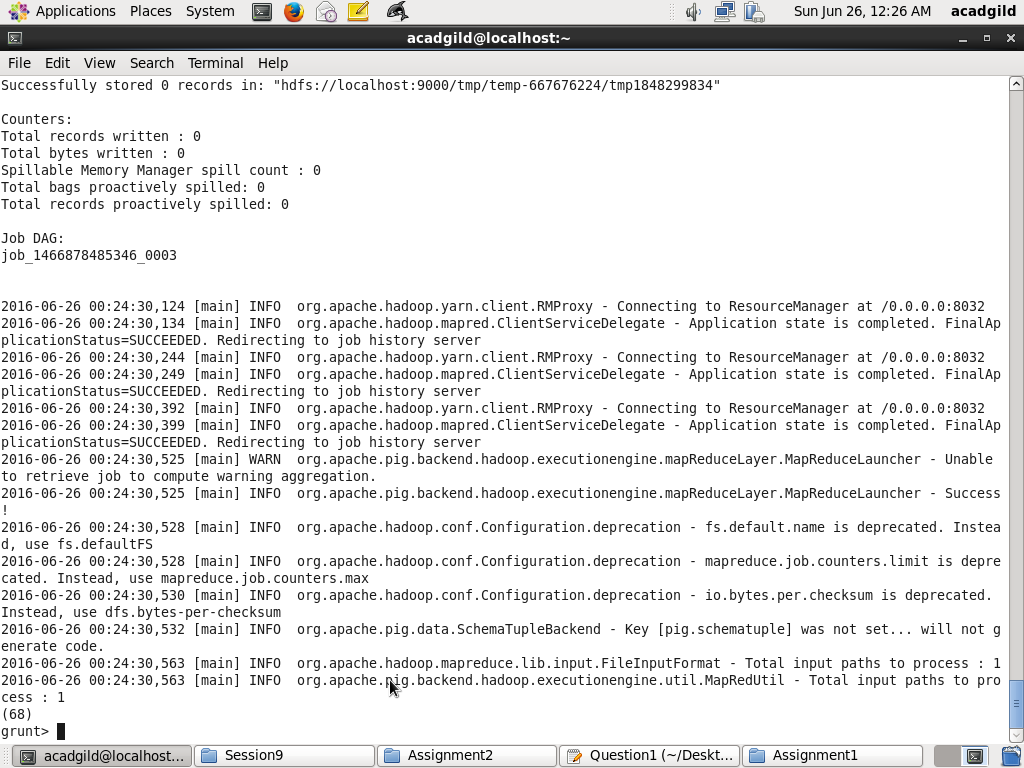 Applications Places System Sun Jun 26, 12:26 AM acadgild
acadgild@localhost:~
File Edit View Search Terminal Help
Successfully stored 0 records in: "hdfs://localhost:9000/tmp/temp-667676224/tmp1848299834"
Counters:
Total records written : 0
Total bytes written : 0
Spillable Memory Manager spill count : 0
Total bags proactively spilled: 0
Total records proactively spilled: 0
Job DAG:
job_1466878485346_0003
2016-06-26 00:24:30,124 [main] INFO  org.apache.hadoop.yarn.client.RMProxy - Connecting to ResourceManager at /0.0.0.0:8032
2016-06-26 00:24:30,134 [main] INFO  org.apache.hadoop.mapred.ClientServiceDelegate - Application state is completed. FinalAp
plicationStatus=SUCCEEDED. Redirecting to job history server
2016-06-26 00:24:30,244 [main] INFO  org.apache.hadoop.yarn.client.RMProxy - Connecting to ResourceManager at /0.0.0.0:8032
2016-06-26 00:24:30,249 [main] INFO  org.apache.hadoop.mapred.ClientServiceDelegate - Application state is completed. FinalAp
plicationStatus=SUCCEEDED. Redirecting to job history server
2016-06-26 00:24:30,392 [main] INFO  org.apache.hadoop.yarn.client.RMProxy - Connecting to ResourceManager at /0.0.0.0:8032
2016-06-26 00:24:30,399 [main] INFO  org.apache.hadoop.mapred.ClientServiceDelegate - Application state is completed. FinalAp
plicationStatus=SUCCEEDED. Redirecting to job history server
2016-06-26 00:24:30,525 [main] WARN  org.apache.pig.backend.hadoop.executionengine.mapReduceLayer.MapReduceLauncher - Unable
to retrieve job to compute warning aggregation.
2016-06-26 00:24:30,525 [main] INFO  org.apache.pig.backend.hadoop.executionengine.mapReduceLayer.MapReduceLauncher - Success
!
2016-06-26 00:24:30,528 [main] INFO  org.apache.hadoop.conf.Configuration.deprecation - fs.default.name is deprecated. Instea
d, use fs.defaultFS
2016-06-26 00:24:30,528 [main] INFO  org.apache.hadoop.conf.Configuration.deprecation - mapreduce.job.counters.limit is depre
cated. Instead, use mapreduce.job.counters.max
2016-06-26 00:24:30,530 [main] INFO  org.apache.hadoop.conf.Configuration.deprecation - io.bytes.per.checksum is deprecated.
Instead, use dfs.bytes-per-checksum
2016-06-26 00:24:30,532 [main] INFO  org.apache.pig.data.SchemaTupleBackend - Key [pig.schematuple] was not set... will not g
enerate code.
2016-06-26 00:24:30,563 [main] INFO  org.apache.hadoop.mapreduce.lib.input.FileInputFormat - Total input paths to process : 1
2016-06-26 00:24:30,563 [main] INFO  org.apache.pig.backend.hadoop.executionengine.util.MapRedUtil - Total input paths to pro
cess : 1
(68)
grunt>
acadgild@localhost:... Session9 Assignment2 Question1 (~/Deskt... Assignment1